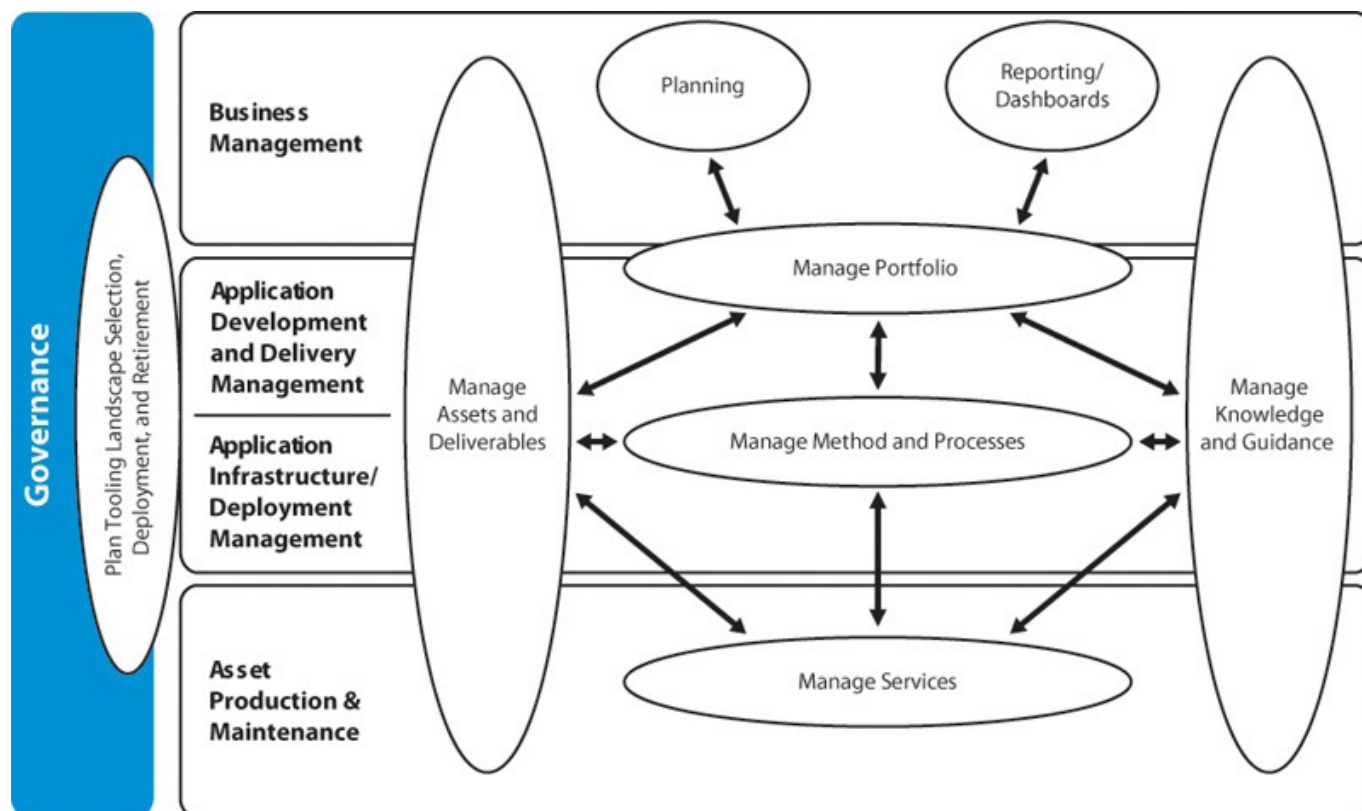 Governance
Plan Tooling Landscape Selection,
Deployment, and Retirement
Business
Management
Planning
Reporting/
Dashboards
Manage Portfolio
Application
Development
and Delivery
Management
Application
Infrastructure/
Deployment
Management
Manage
Assets and
Deliverables
Manage Method and Processes
Manage
Knowledge
and Guidance
Asset
Production &
Maintenance
Manage Services